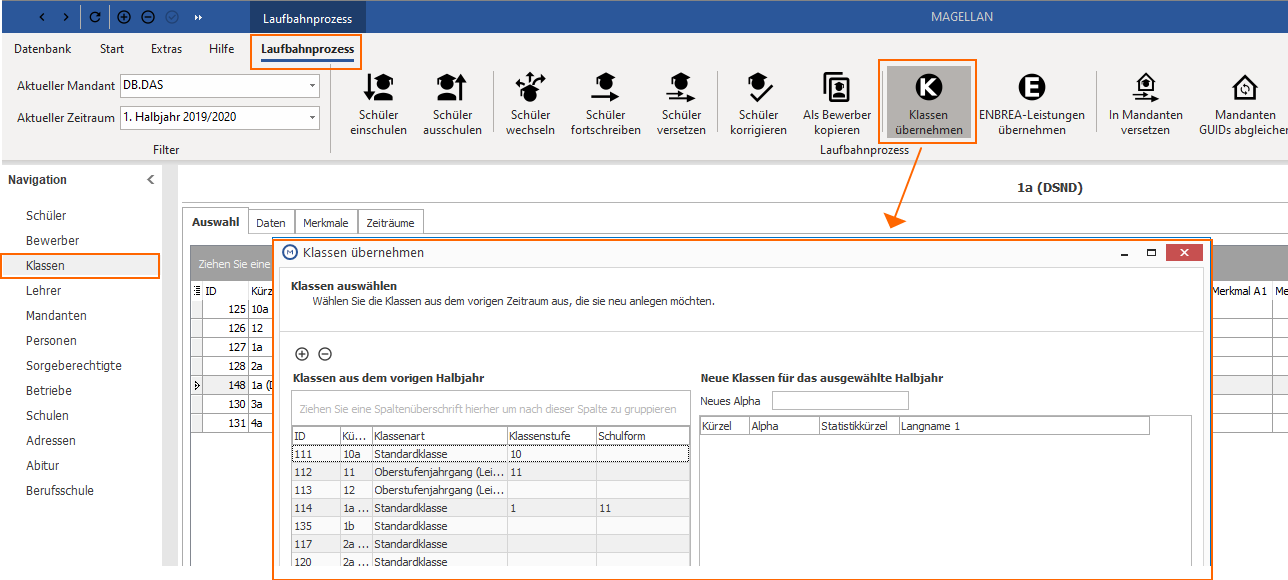 Laufbahnprozess
MAGELLAN
Datenbank Start Extras Hilfe Laufbahnprozess
Aktueller Mandant DB.DAS
Aktueller Zeitraum 1. Halbjahr 2019/2020
Filter
Schüler einschulen
Schüler ausschulen
Schüler wechseln
Schüler fortschreiben
Schüler versetzen
Schüler korrigieren
Als Bewerber kopieren
K
Klassen übernehmen
E
ENBREA-Leistungen übernehmen
In Mandanten versetzen
Mandanten GUIDs abgleichen
Laufbahnprozess
Navigation
Schüler
Bewerber
Klassen
Lehrer
Mandanten
Personen
Sorgeberechtigte
Betriebe
Schulen
Adressen
Abitur
Berufsschule
1a (DSND)
Auswahl Daten Merkmale Zeiträume
Ziehen Sie eine
ID Kürz
125 10a
126 12
127 1a
128 2a
148 1a (D
130 3a
131 4a
Merkmal A1 Me
M Klassen übernehmen
Klassen auswählen
Wählen Sie die Klassen aus dem vorigen Zeitraum aus, die sie neu anlegen möchten.
Klassen aus dem vorigen Halbjahr
Ziehen Sie eine Spaltenüberschrift hierher um nach dieser Spalte zu gruppieren
ID Kü... Klassenart Klassenstufe Schulform
111 10a Standardklasse 10
112 11 Oberstufenjahrgang (Lei... 11
113 12 Oberstufenjahrgang (Lei...
114 1a ... Standardklasse 1 11
135 1b Standardklasse
117 2a ... Standardklasse
120 2a ... Standardklasse
Neue Klassen für das ausgewählte Halbjahr
Neues Alpha
Kürzel Alpha Statistikkürzel Langname 1